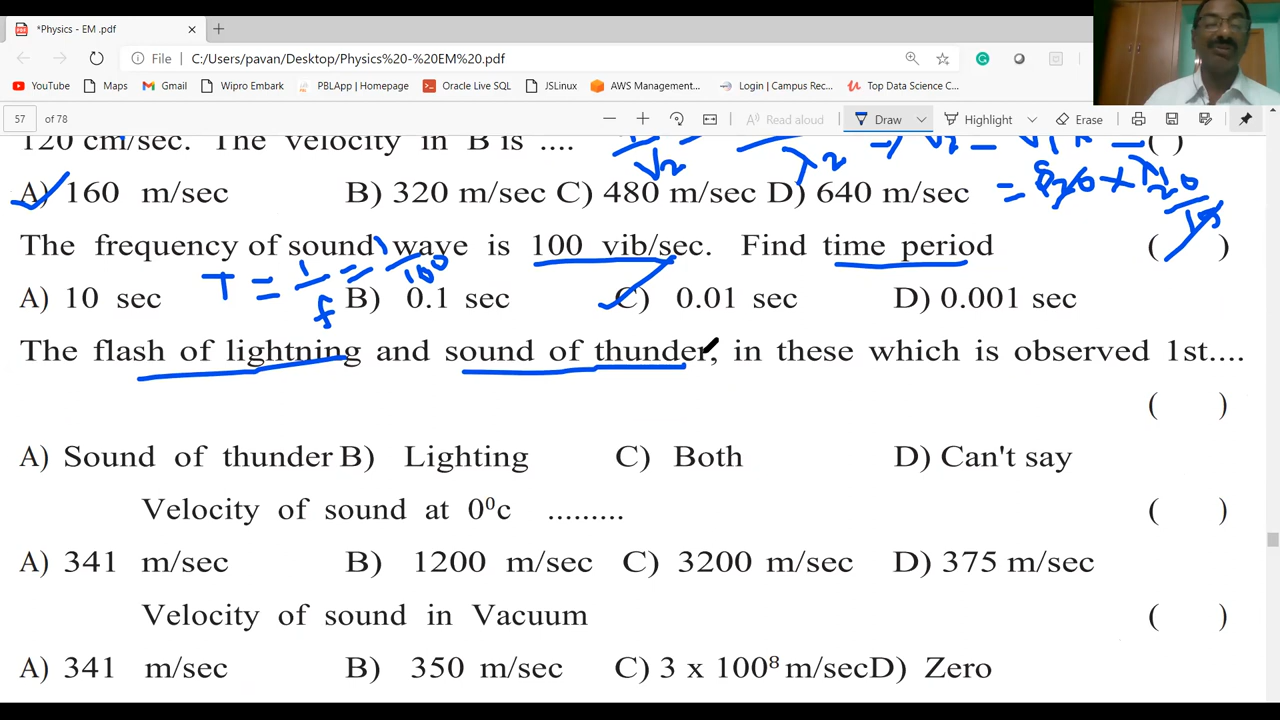 *Physics - EM .pdf
File C:/Users/pavan/Desktop/Physics%20-%20EM%20.pdf
YouTube Maps Gmail Wipro Embark PBLApp | Homepage Oracle Live SQL JSLinux AWS Management... Login | Campus Rec... Top Data Science C...
57 of 78 Read aloud Draw Highlight Erase
120 cm/sec. The velocity in B is .... ( )
A) 160 m/sec B) 320 m/sec C) 480 m/sec D) 640 m/sec
The frequency of sound wave is 100 vib/sec. Find time period ( )
T = 1/f = 1/100
A) 10 sec B) 0.1 sec C) 0.01 sec D) 0.001 sec
The flash of lightning and sound of thunder, in these which is observed 1st....
( )
A) Sound of thunder B) Lighting C) Both D) Can't say
Velocity of sound at 0⁰c ......... ( )
A) 341 m/sec B) 1200 m/sec C) 3200 m/sec D) 375 m/sec
Velocity of sound in Vacuum ( )
A) 341 m/sec B) 350 m/sec C) 3 x 100⁸ m/secD) Zero